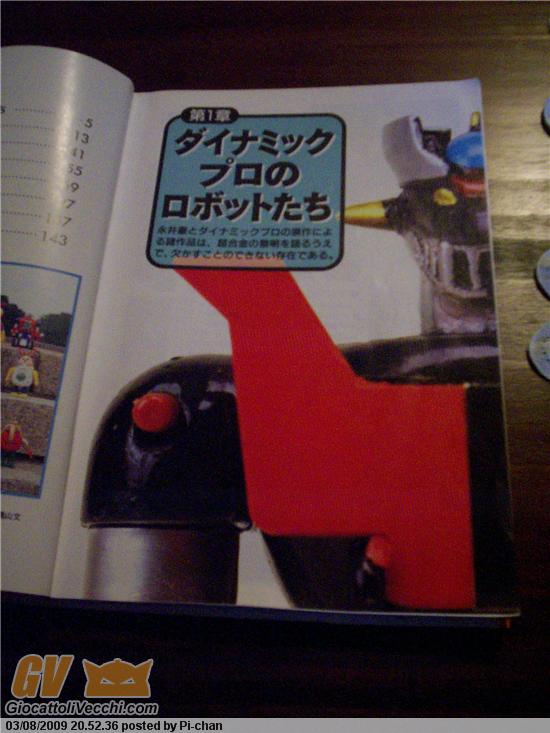 5
13
41
143
第1章
ダイナミック
プロの
ロボットたち
永井豪とダイナミックプロの原作によ
る諸作品は、超合金の黎明を語るうえ
で、欠かすことのできない存在である。
GV
GiocattoliVecchi.com
03/08/2009 20.52.36 posted by Pi-chan